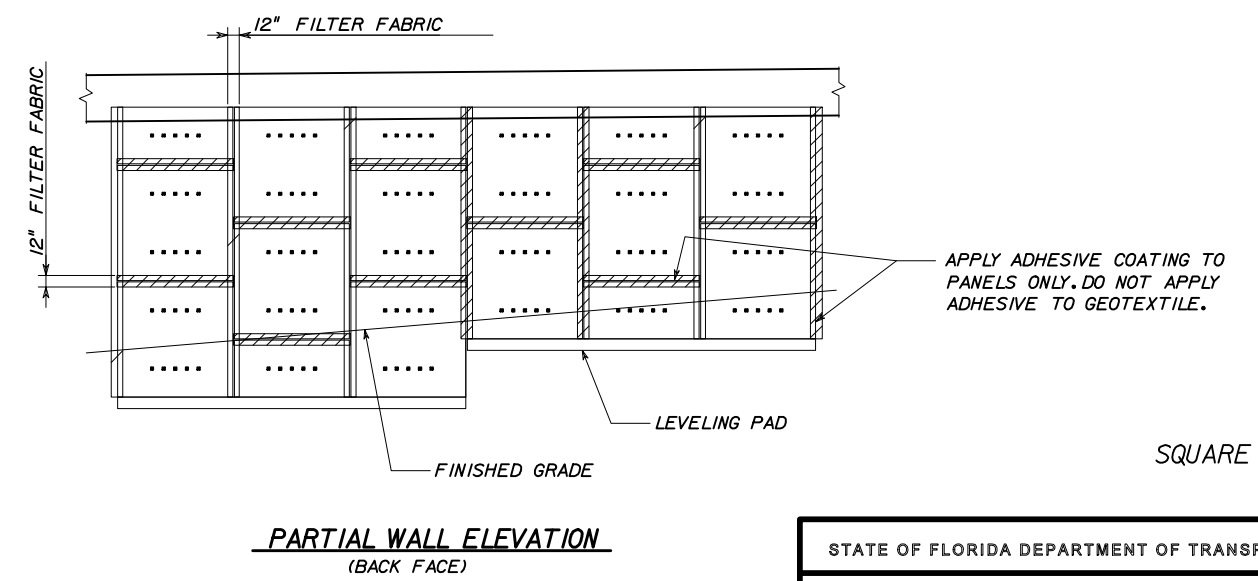 12" FILTER FABRIC
12" FILTER FABRIC
APPLY ADHESIVE COATING TO
PANELS ONLY. DO NOT APPLY
ADHESIVE TO GEOTEXTILE.
LEVELING PAD
SQUARE
FINISHED GRADE
PARTIAL WALL ELEVATION
(BACK FACE)
STATE OF FLORIDA DEPARTMENT OF